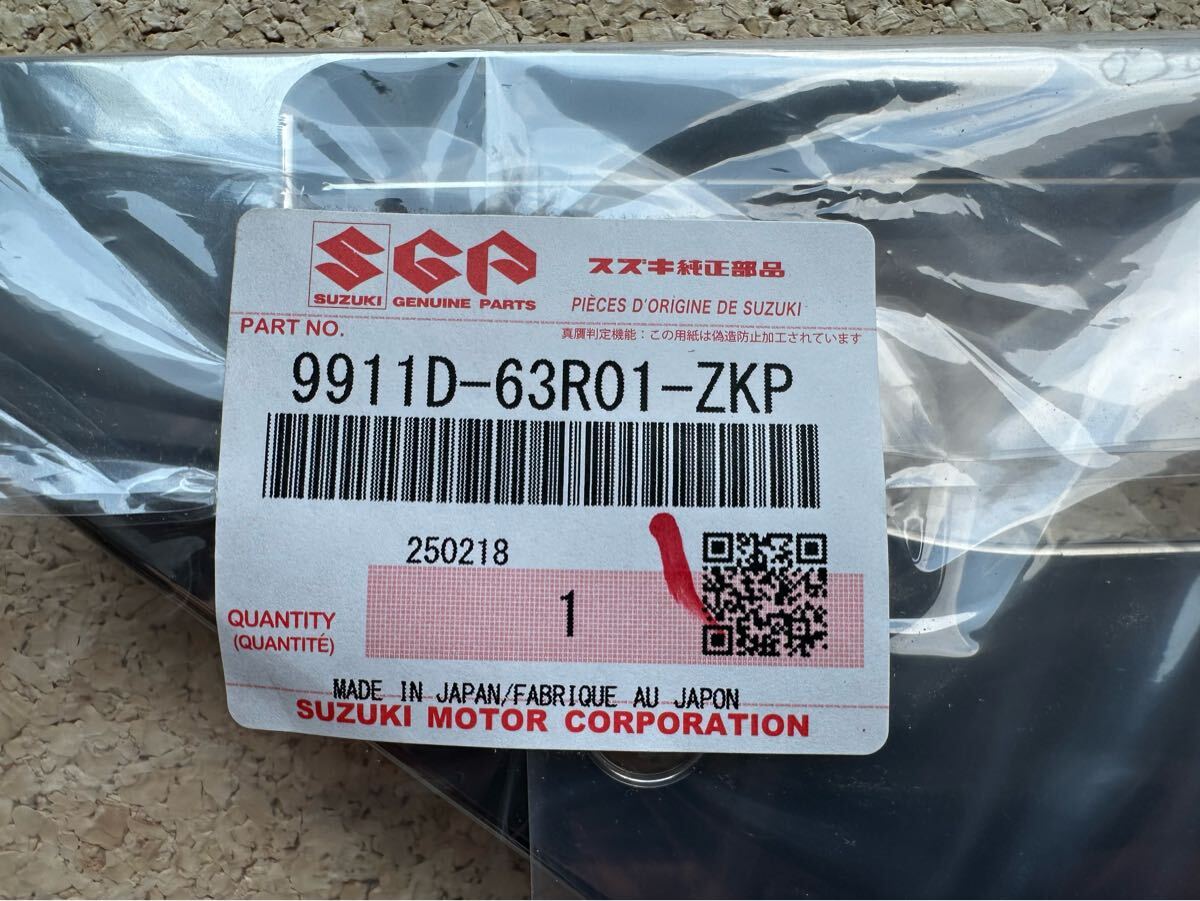 SGP
SUZUKI GENUINE PARTS
スズキ純正部品
PIÈCES D'ORIGINE DE SUZUKI
PART NO.
真贋判定機能：この用紙は偽造防止加工されています
9911D-63R01-ZKP
250218
QUANTITY
(QUANTITÉ)
1
MADE IN JAPAN/FABRIQUE AU JAPON
SUZUKI MOTOR CORPORATION